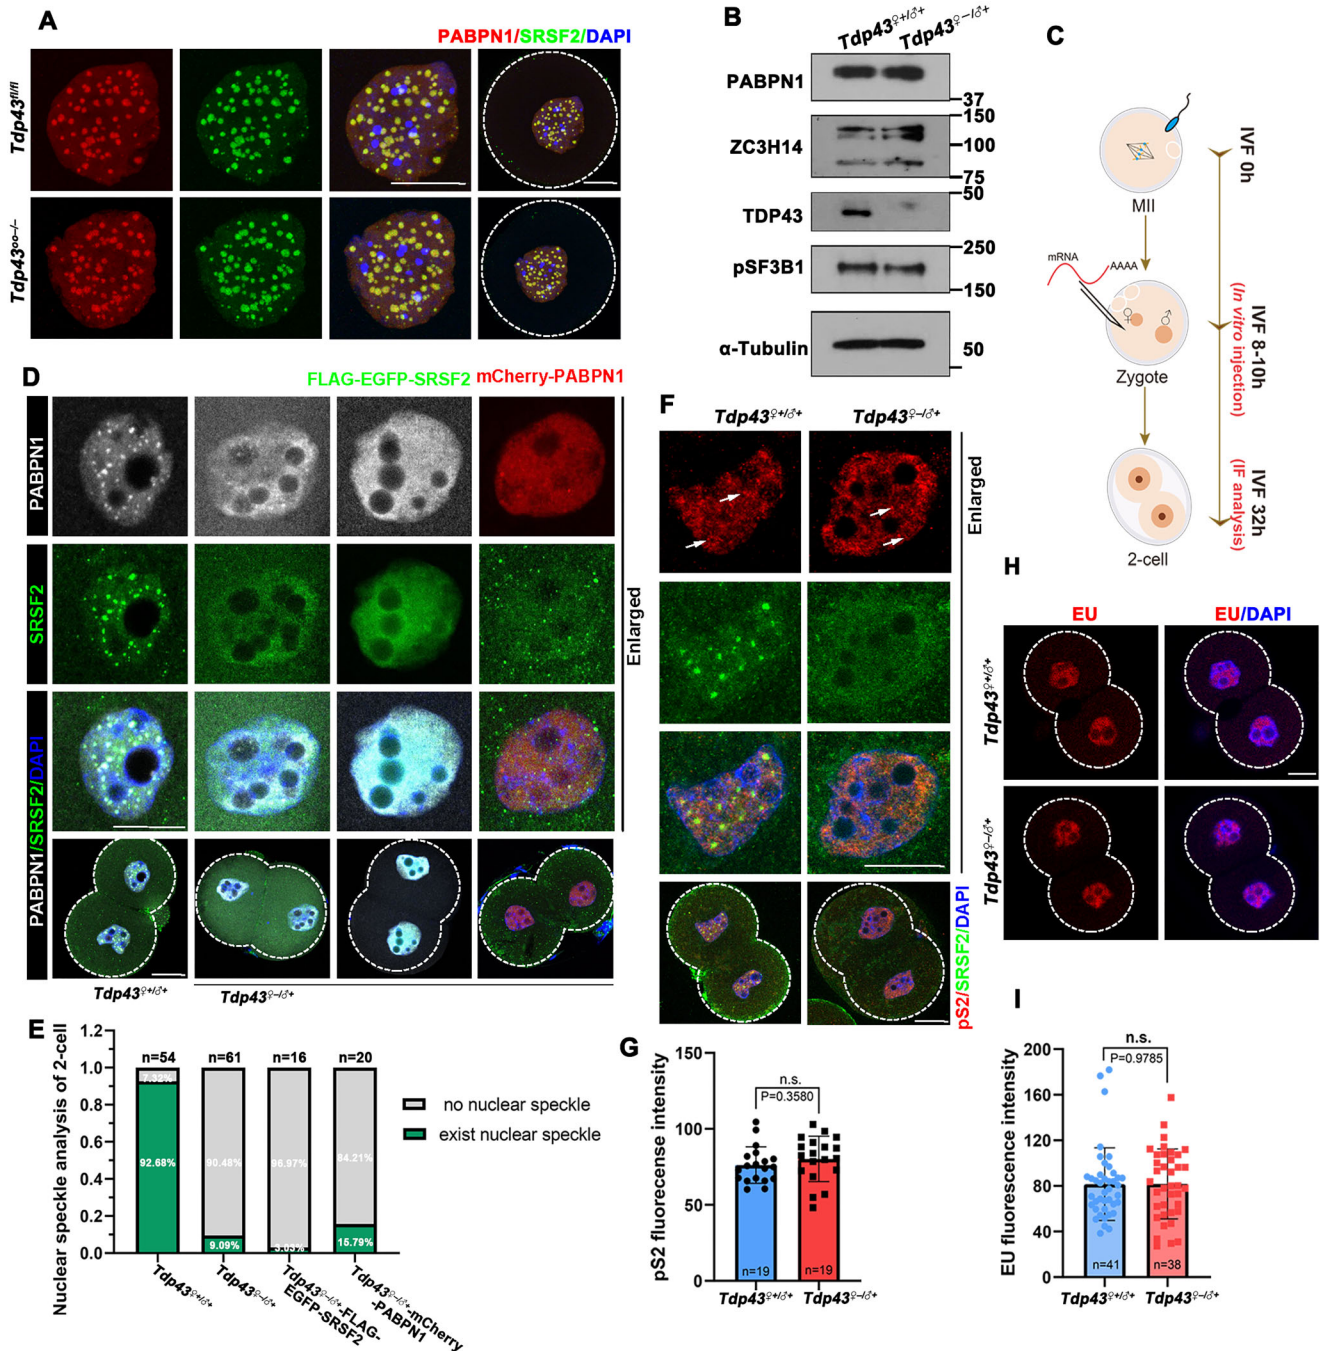 A
PABPN1/SRSF2/DAPI
Tdp43fl/fl
Tdp43oo−/−
B
Tdp43♀+/♂+ Tdp43♀−/♂+
PABPN1
37
150
ZC3H14
100
75
50
TDP43
250
pSF3B1
150
α-Tubulin
50
C
IVF 0h
MII
mRNA
AAAA
♀ ♂
IVF 8-10h
(In vitro injection)
Zygote
IVF 32h
(IF analysis)
2-cell
D
FLAG-EGFP-SRSF2 mCherry-PABPN1
PABPN1
SRSF2
PABPN1/SRSF2/DAPI
Enlarged
Tdp43♀+/♂+
Tdp43♀−/♂+
E
Nuclear speckle analysis of 2-cell
1.2
1.0
0.8
0.6
0.4
0.2
0.0
n=54 n=61 n=16 n=20
7.32%
92.68%
90.48%
9.09%
96.97%
3.03%
84.21%
15.79%
no nuclear speckle
exist nuclear speckle
Tdp43♀+/♂+
Tdp43♀−/♂+
Tdp43♀−/♂+-FLAG-
EGFP-SRSF2
Tdp43♀−/♂+-mCherry
-PABPN1
F
Tdp43♀+/♂+ Tdp43♀−/♂+
Enlarged
pS2/SRSF2/DAPI
G
pS2 fluorecense intensity
150
100
50
0
n.s.
P=0.3580
n=19 n=19
Tdp43♀+/♂+ Tdp43♀−/♂+
H
EU EU/DAPI
Tdp43♀+/♂+
Tdp43♀−/♂+
I
EU fluorescence intensity
200
160
120
80
40
0
n.s.
P=0.9785
n=41 n=38
Tdp43♀+/♂+ Tdp43♀−/♂+